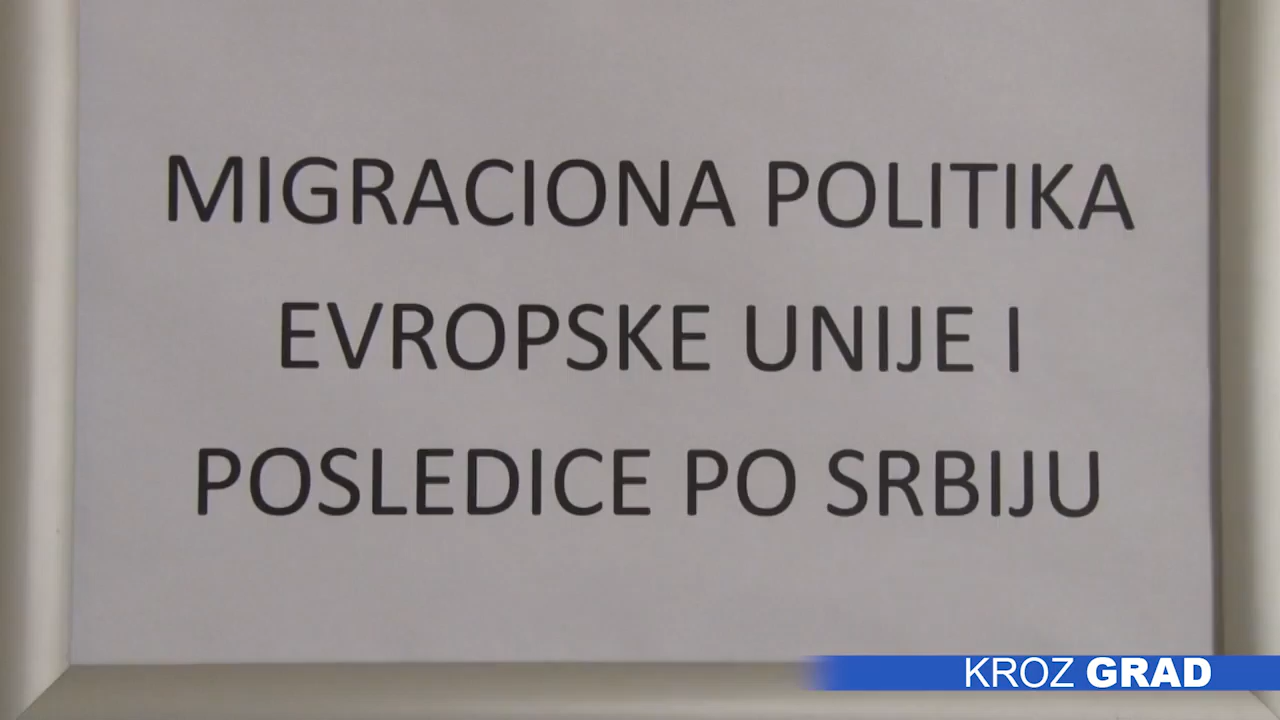 MIGRACIONA POLITIKA
EVROPSKE UNIJE I
POSLEDICE PO SRBIJU
KROZ GRAD